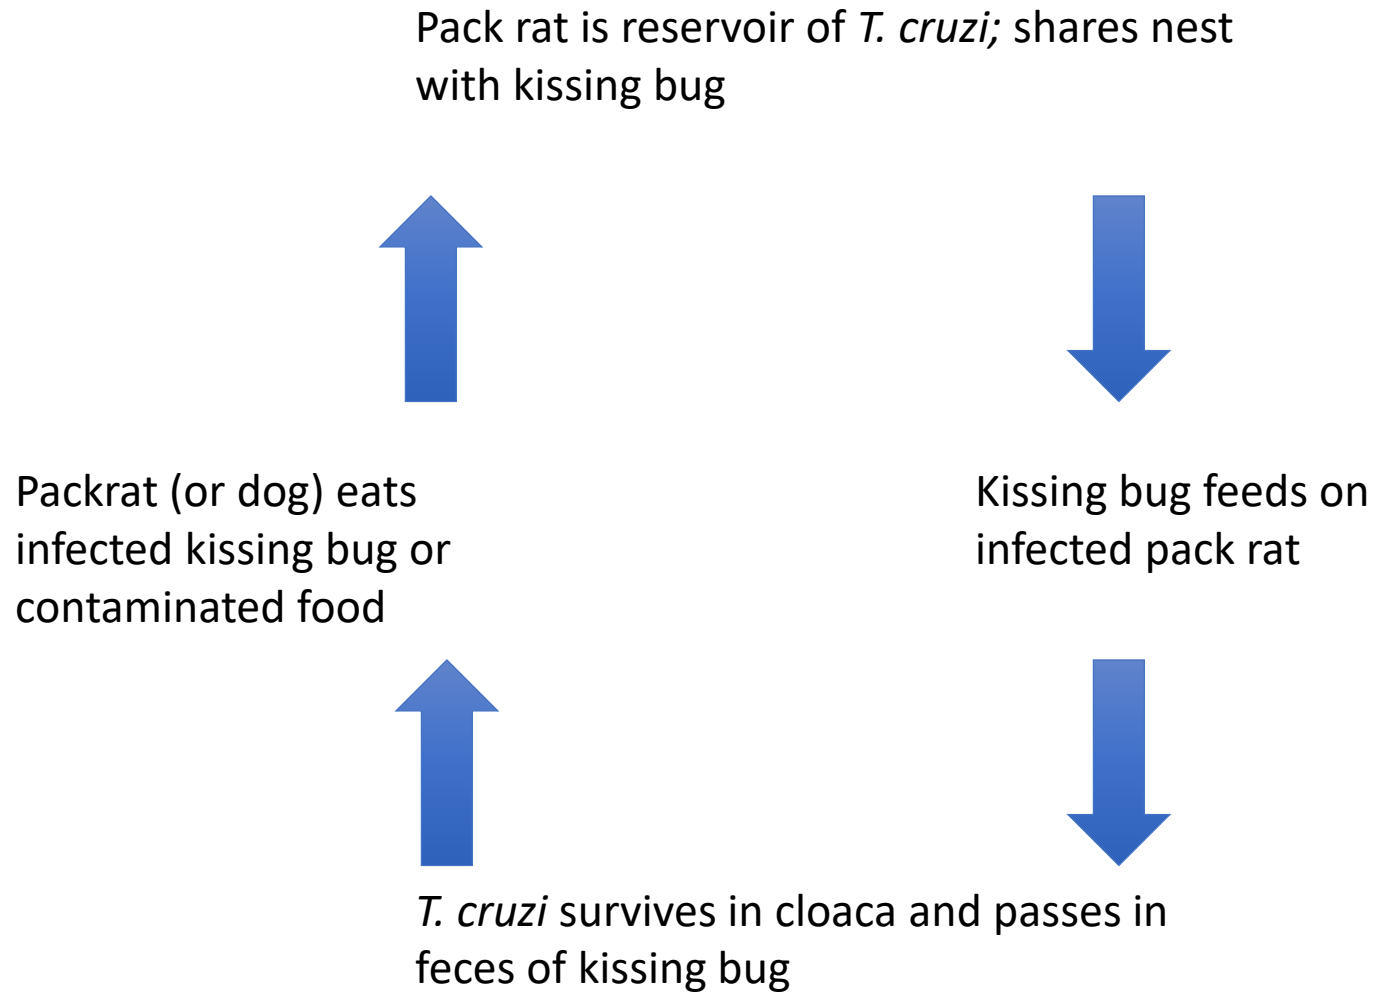 Pack rat is reservoir of T. cruzi; shares nest
with kissing bug
Kissing bug feeds on
infected pack rat
T. cruzi survives in cloaca and passes in
feces of kissing bug
Packrat (or dog) eats
infected kissing bug or
contaminated food